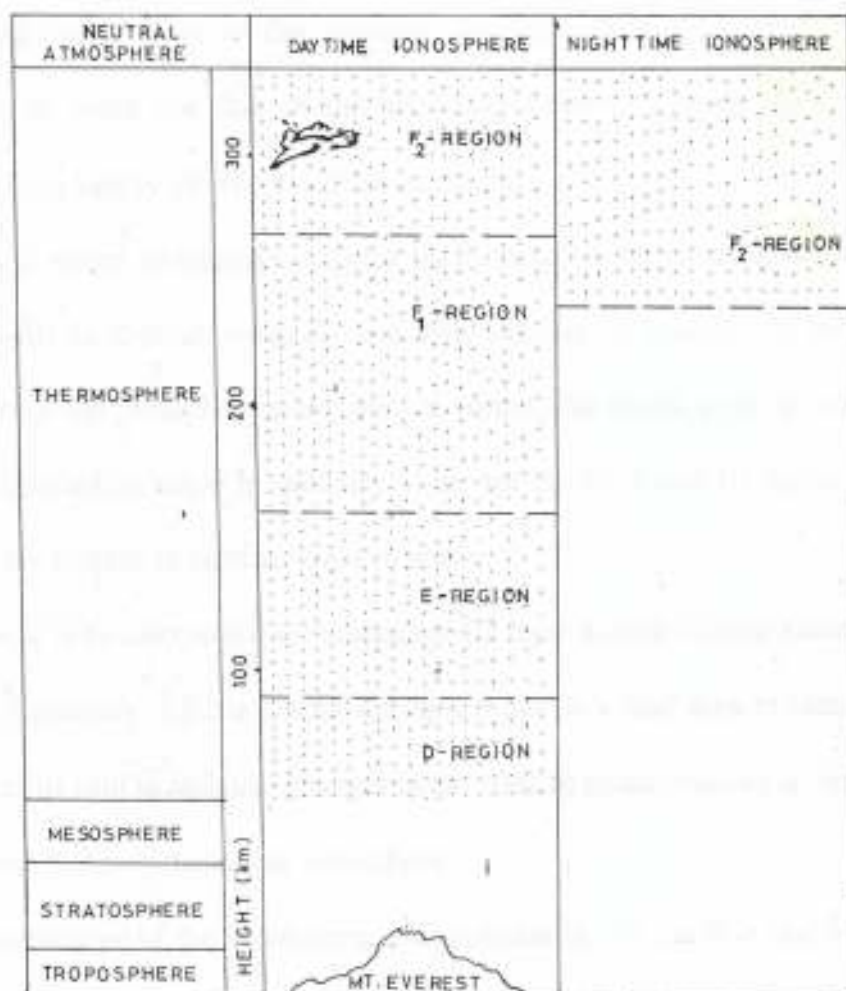 NEUTRAL
ATMOSPHERE
DAYTIME IONOSPHERE
NIGHTTIME IONOSPHERE
300
F2-REGION
F2-REGION
F1-REGION
THERMOSPHERE
200
E-REGION
100
D-REGION
MESOSPHERE
STRATOSPHERE
TROPOSPHERE
HEIGHT (km)
MT. EVEREST